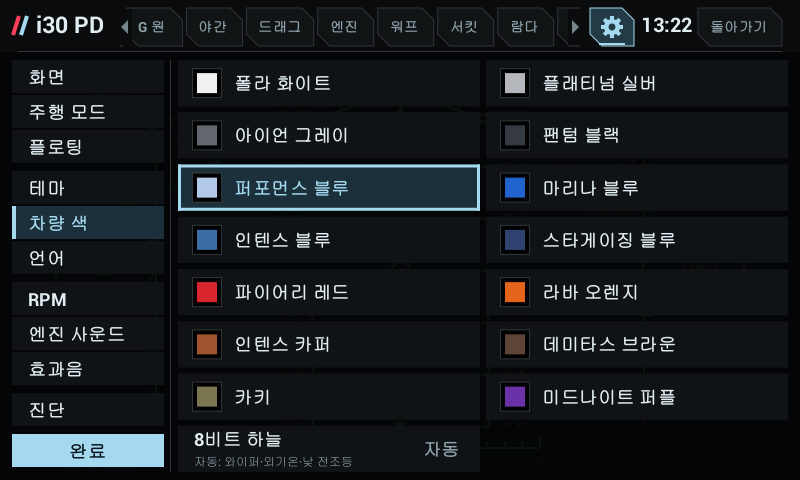 i30 PD
G 원
야간
드래그
엔진
워프
서킷
람다
13:22
돌아가기
화면
주행 모드
플로팅
테마
차량 색
언어
RPM
엔진 사운드
효과음
진단
완료
폴라 화이트
플래티넘 실버
아이언 그레이
팬텀 블랙
퍼포먼스 블루
마리나 블루
인텐스 블루
스타게이징 블루
파이어리 레드
라바 오렌지
인텐스 카퍼
데미타스 브라운
카키
미드나이트 퍼플
8비트 하늘
자동: 와이퍼·외기온·낮 전조등
자동